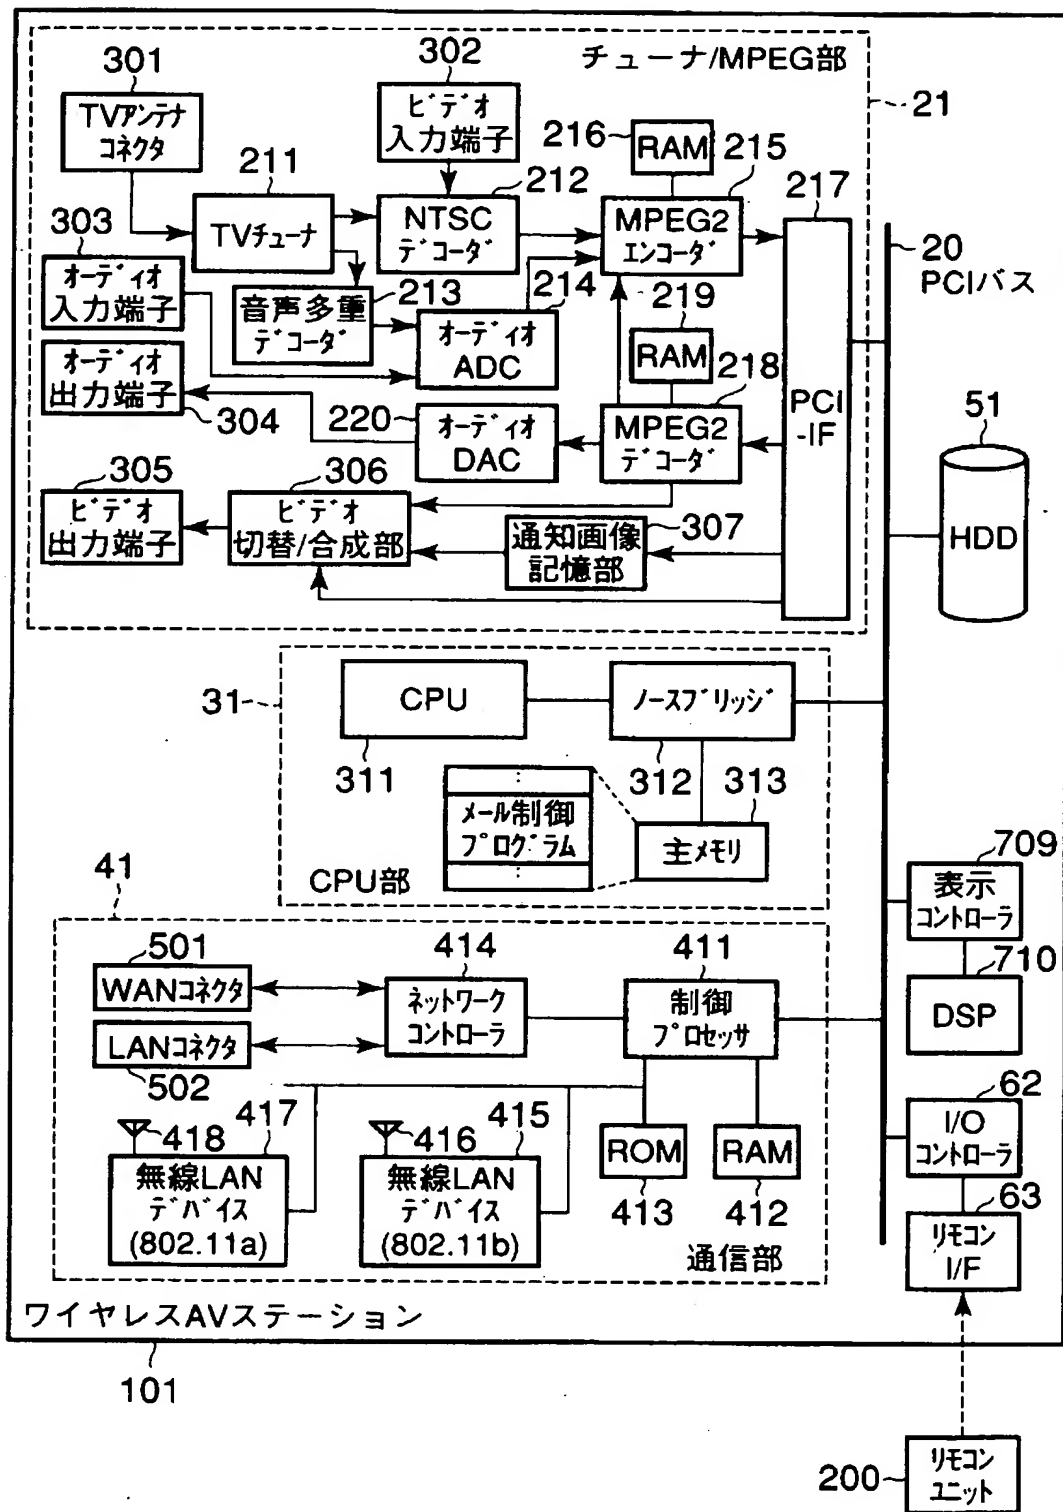 チューナ/MPEG部
21
301
TVアンテナ
コネクタ
302
ビデオ
入力端子
211
TVチューナ
212
NTSC
デコーダ
216
RAM
215
MPEG2
エンコーダ
217
PCI
-IF
20
PCIバス
303
オーディオ
入力端子
213
音声多重
デコーダ
214
オーディオ
ADC
219
RAM
218
MPEG2
デコーダ
オーディオ
出力端子
304
220
オーディオ
DAC
305
ビデオ
出力端子
306
ビデオ
切替/合成部
307
通知画像
記憶部
51
HDD
31
CPU
311
ノースブリッジ
312
313
主メモリ
:
メール制御
プログラム
:
CPU部
41
501
WANコネクタ
LANコネクタ
502
414
ネットワーク
コントローラ
411
制御
プロセッサ
709
表示
コントローラ
710
DSP
418
417
無線LAN
デバイス
(802.11a)
416
415
無線LAN
デバイス
(802.11b)
ROM
413
RAM
412
通信部
62
I/O
コントローラ
63
リモコン
I/F
ワイヤレスAVステーション
101
200
リモコン
ユニット